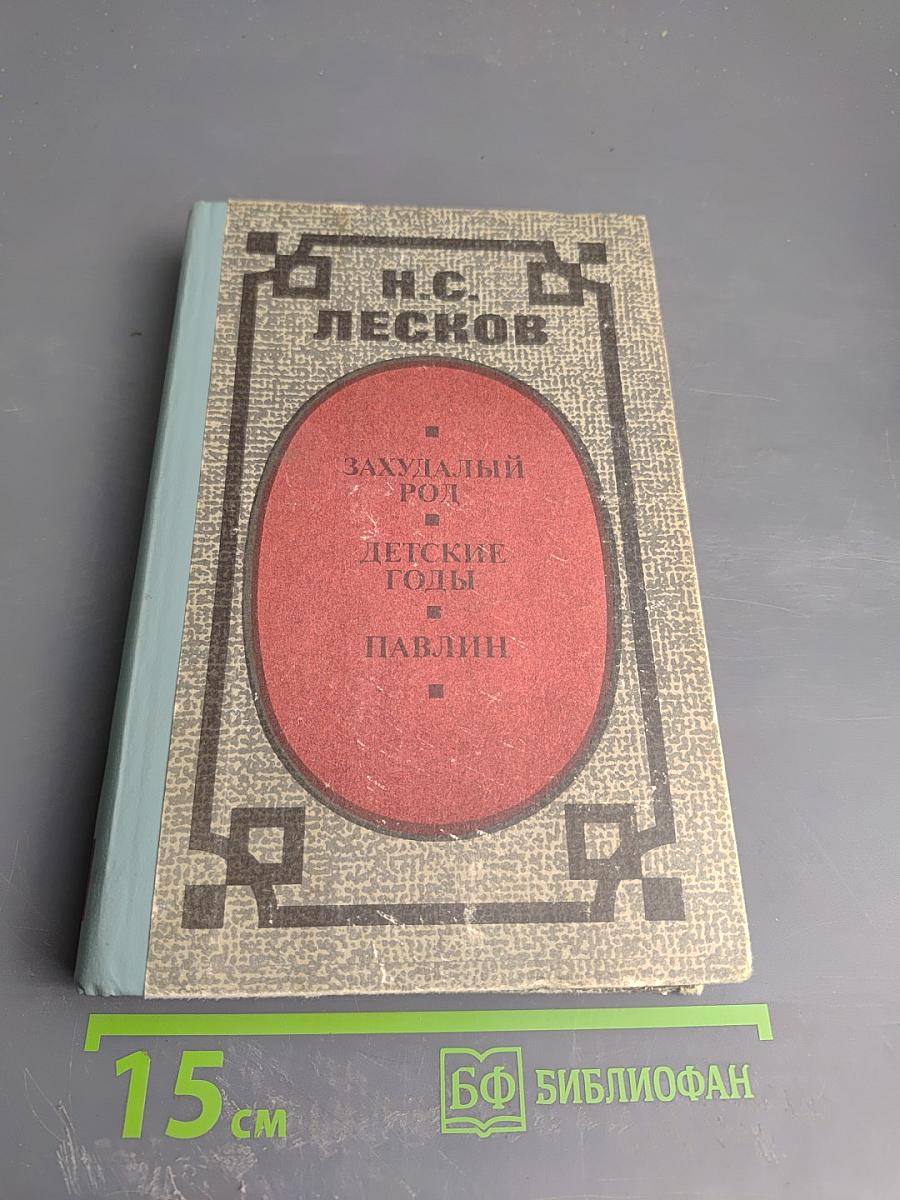 Н.С.
ЛЕСКОВ
ЗАХУДАЛЫЙ
РОД
ДЕТСКИЕ
ГОДЫ
ПАВЛИН
15 см
БФ БИБЛИОФАН